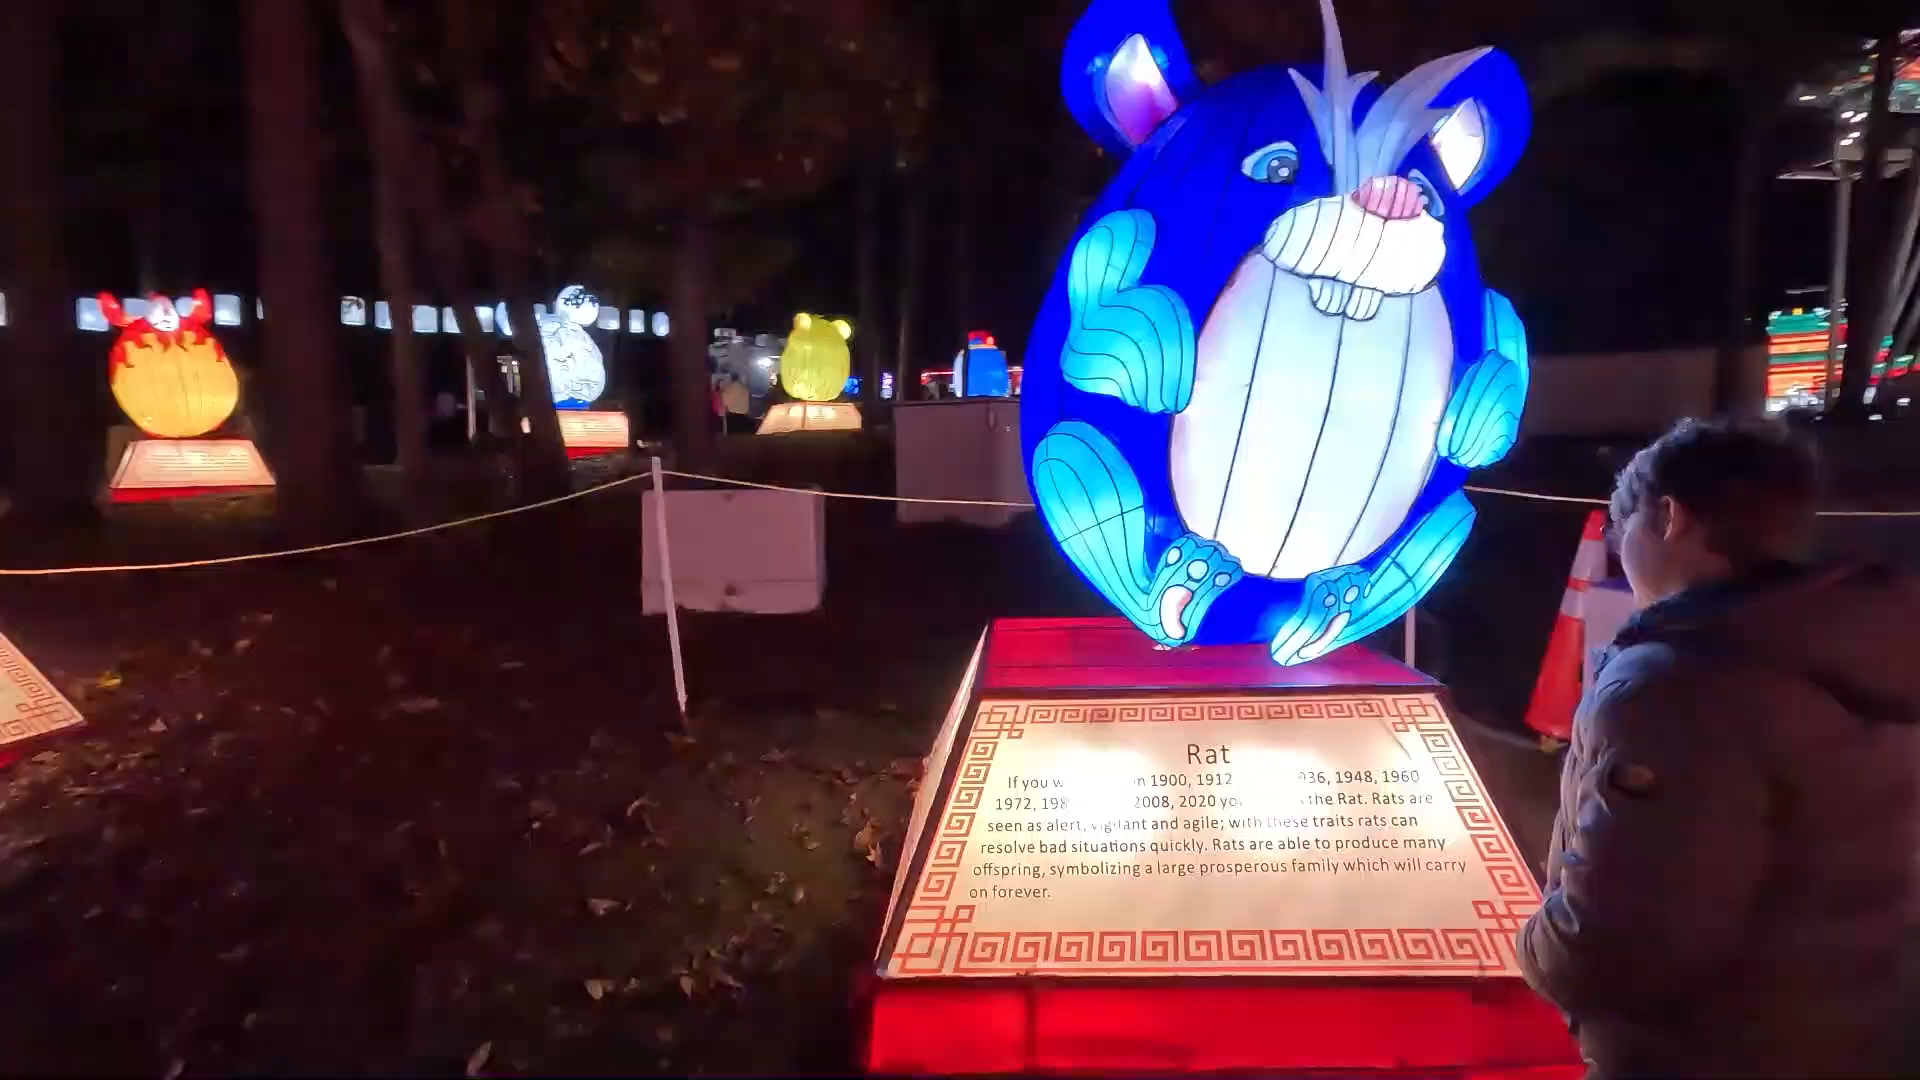 Rat
If you n 1900, 1912 936, 1948, 1960
1972, 198 2008, 2020 yo the Rat. Rats are
seen as alert, vigilant and agile; with these traits rats can
resolve bad situations quickly. Rats are able to produce many
offspring, symbolizing a large prosperous family which will carry
on forever.